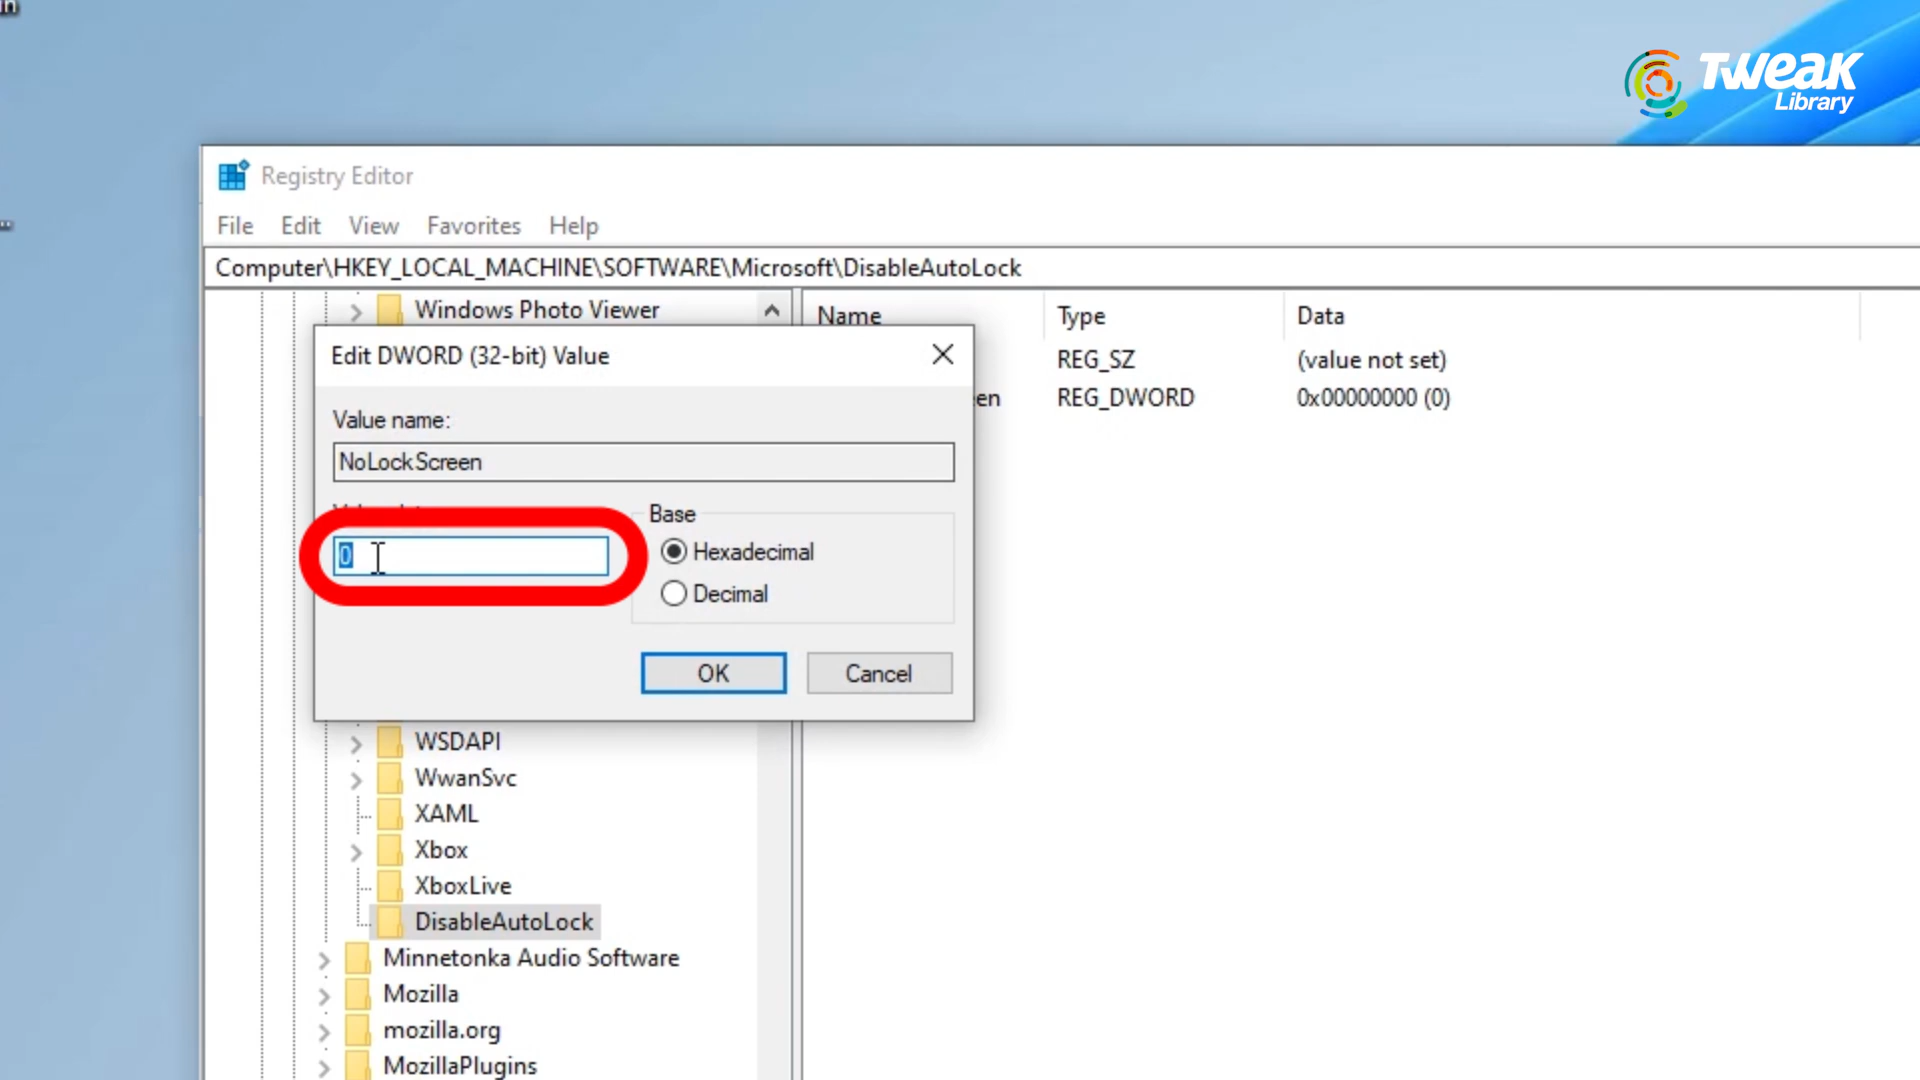 in
TWeaK
Library
Registry Editor
File Edit View Favorites Help
Computer\HKEY_LOCAL_MACHINE\SOFTWARE\Microsoft\DisableAutoLock
Windows Photo Viewer
Name Type Data
REG_SZ (value not set)
een REG_DWORD 0x00000000 (0)
Edit DWORD (32-bit) Value
Value name:
NoLockScreen
Base
0
Hexadecimal
Decimal
OK Cancel
WSDAPI
WwanSvc
XAML
Xbox
XboxLive
DisableAutoLock
Minnetonka Audio Software
Mozilla
mozilla.org
MozillaPlugins